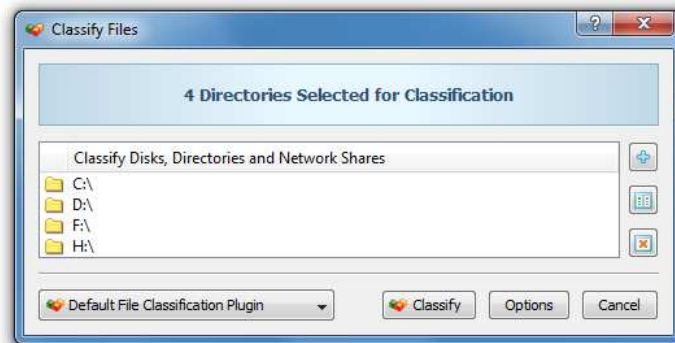 Classify Files
4 Directories Selected for Classification
Classify Disks, Directories and Network Shares
C:\
D:\
F:\
H:\
Default File Classification Plugin
Classify
Options
Cancel